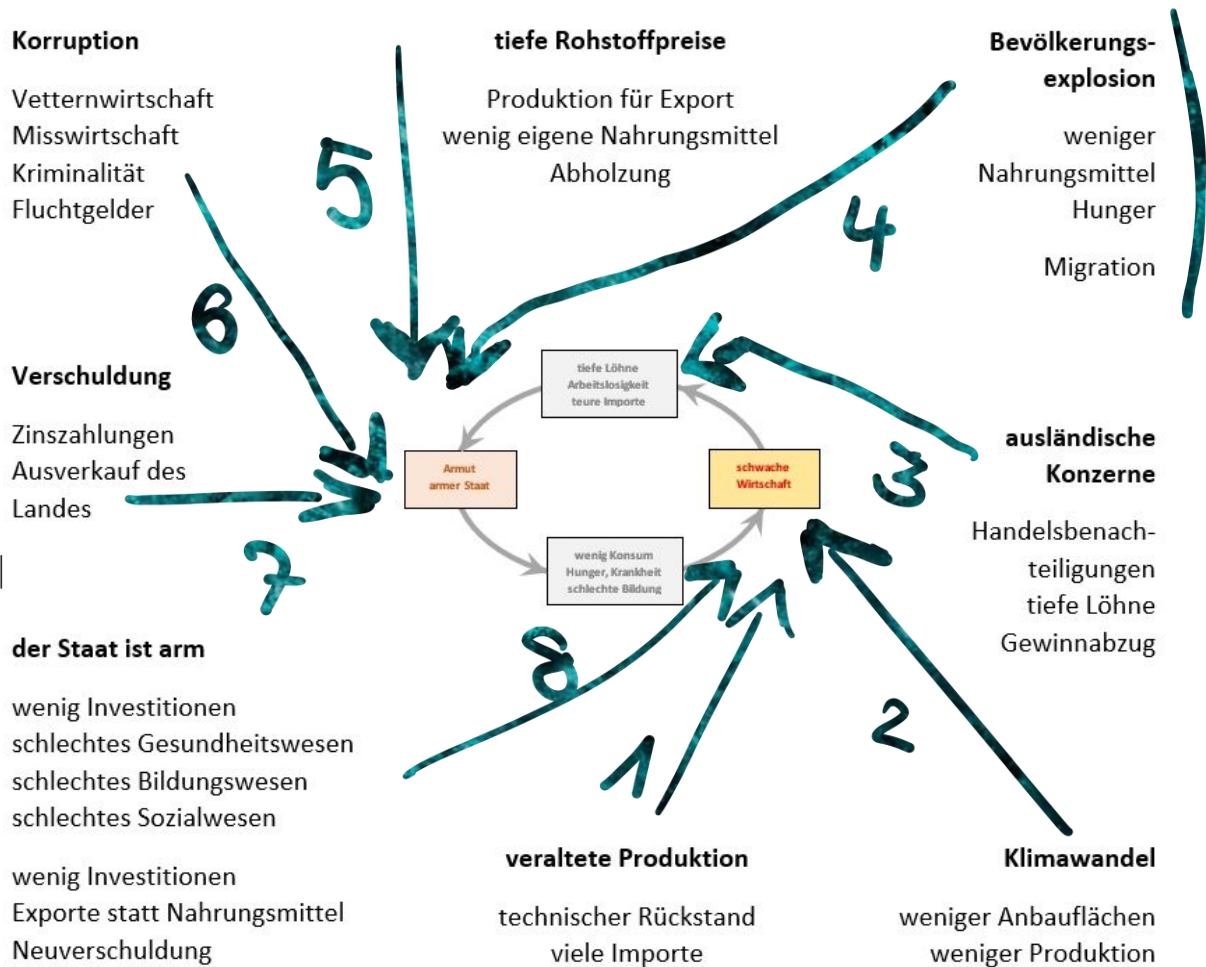 Korruption
Vetternwirtschaft
Misswirtschaft
Kriminalität
Fluchtgelder
5
tiefe Rohstoffpreise
Produktion für Export
wenig eigene Nahrungsmittel
Abholzung
4
Bevölkerungs-
explosion
weniger
Nahrungsmittel
Hunger
Migration
6
Verschuldung
Zinszahlungen
Ausverkauf des
Landes
7
tiefe Löhne
Arbeitslosigkeit
teure Importe
Armut
armer Staat
schwache
Wirtschaft
wenig Konsum
Hunger, Krankheit
schlechte Bildung
3
ausländische
Konzerne
Handelsbenach-
teiligungen
tiefe Löhne
Gewinnabzug
der Staat ist arm
wenig Investitionen
schlechtes Gesundheitswesen
schlechtes Bildungswesen
schlechtes Sozialwesen
wenig Investitionen
Exporte statt Nahrungsmittel
Neuverschuldung
8
1
veraltete Produktion
technischer Rückstand
viele Importe
2
Klimawandel
weniger Anbauflächen
weniger Produktion